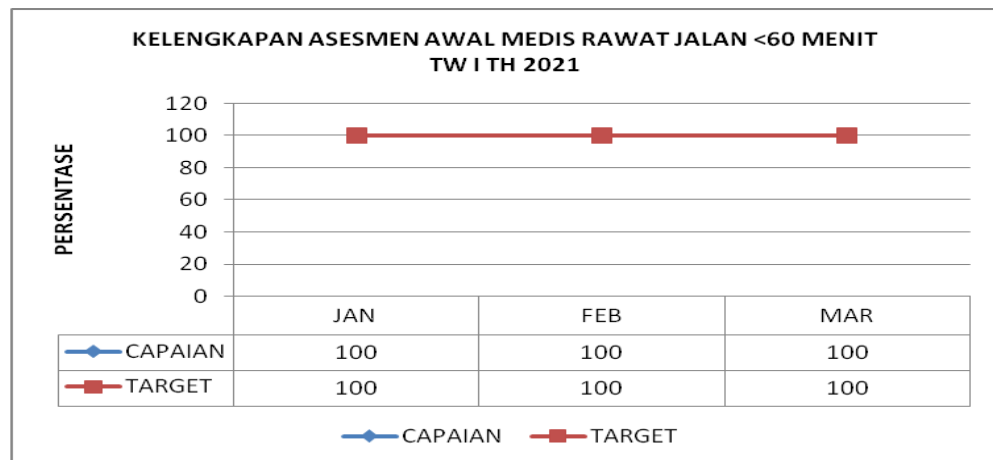 KELENGKAPAN ASESMEN AWAL MEDIS RAWAT JALAN <60 MENIT
TW I TH 2021
PERSENTASE
120
100
80
60
40
20
0
JAN FEB MAR
CAPAIAN 100 100 100
TARGET 100 100 100
CAPAIAN TARGET